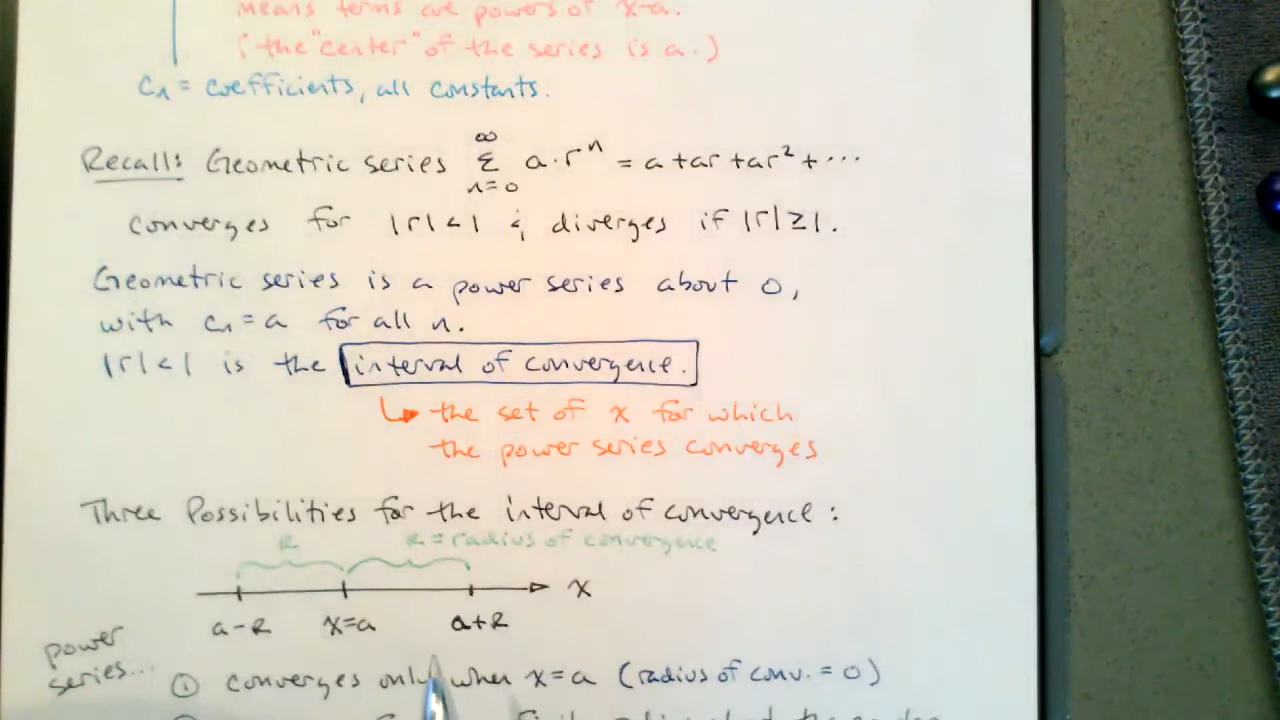 means terms are powers of x-a.
(the "center" of the series is a.)
cₙ = coefficients, all constants.
Recall: Geometric series ∞ Σ n=0 a·rⁿ = a + ar + ar² + ⋯
converges for |r| < 1 & diverges if |r| ≥ 1.
Geometric series is a power series about 0,
with cₙ = a for all n.
|r| < 1 is the interval of convergence.
↳ the set of x for which
the power series converges
Three Possibilities for the interval of convergence:
R R = radius of convergence
x
a-R x=a a+R
power
series...
① converges only when x=a (radius of conv. = 0)